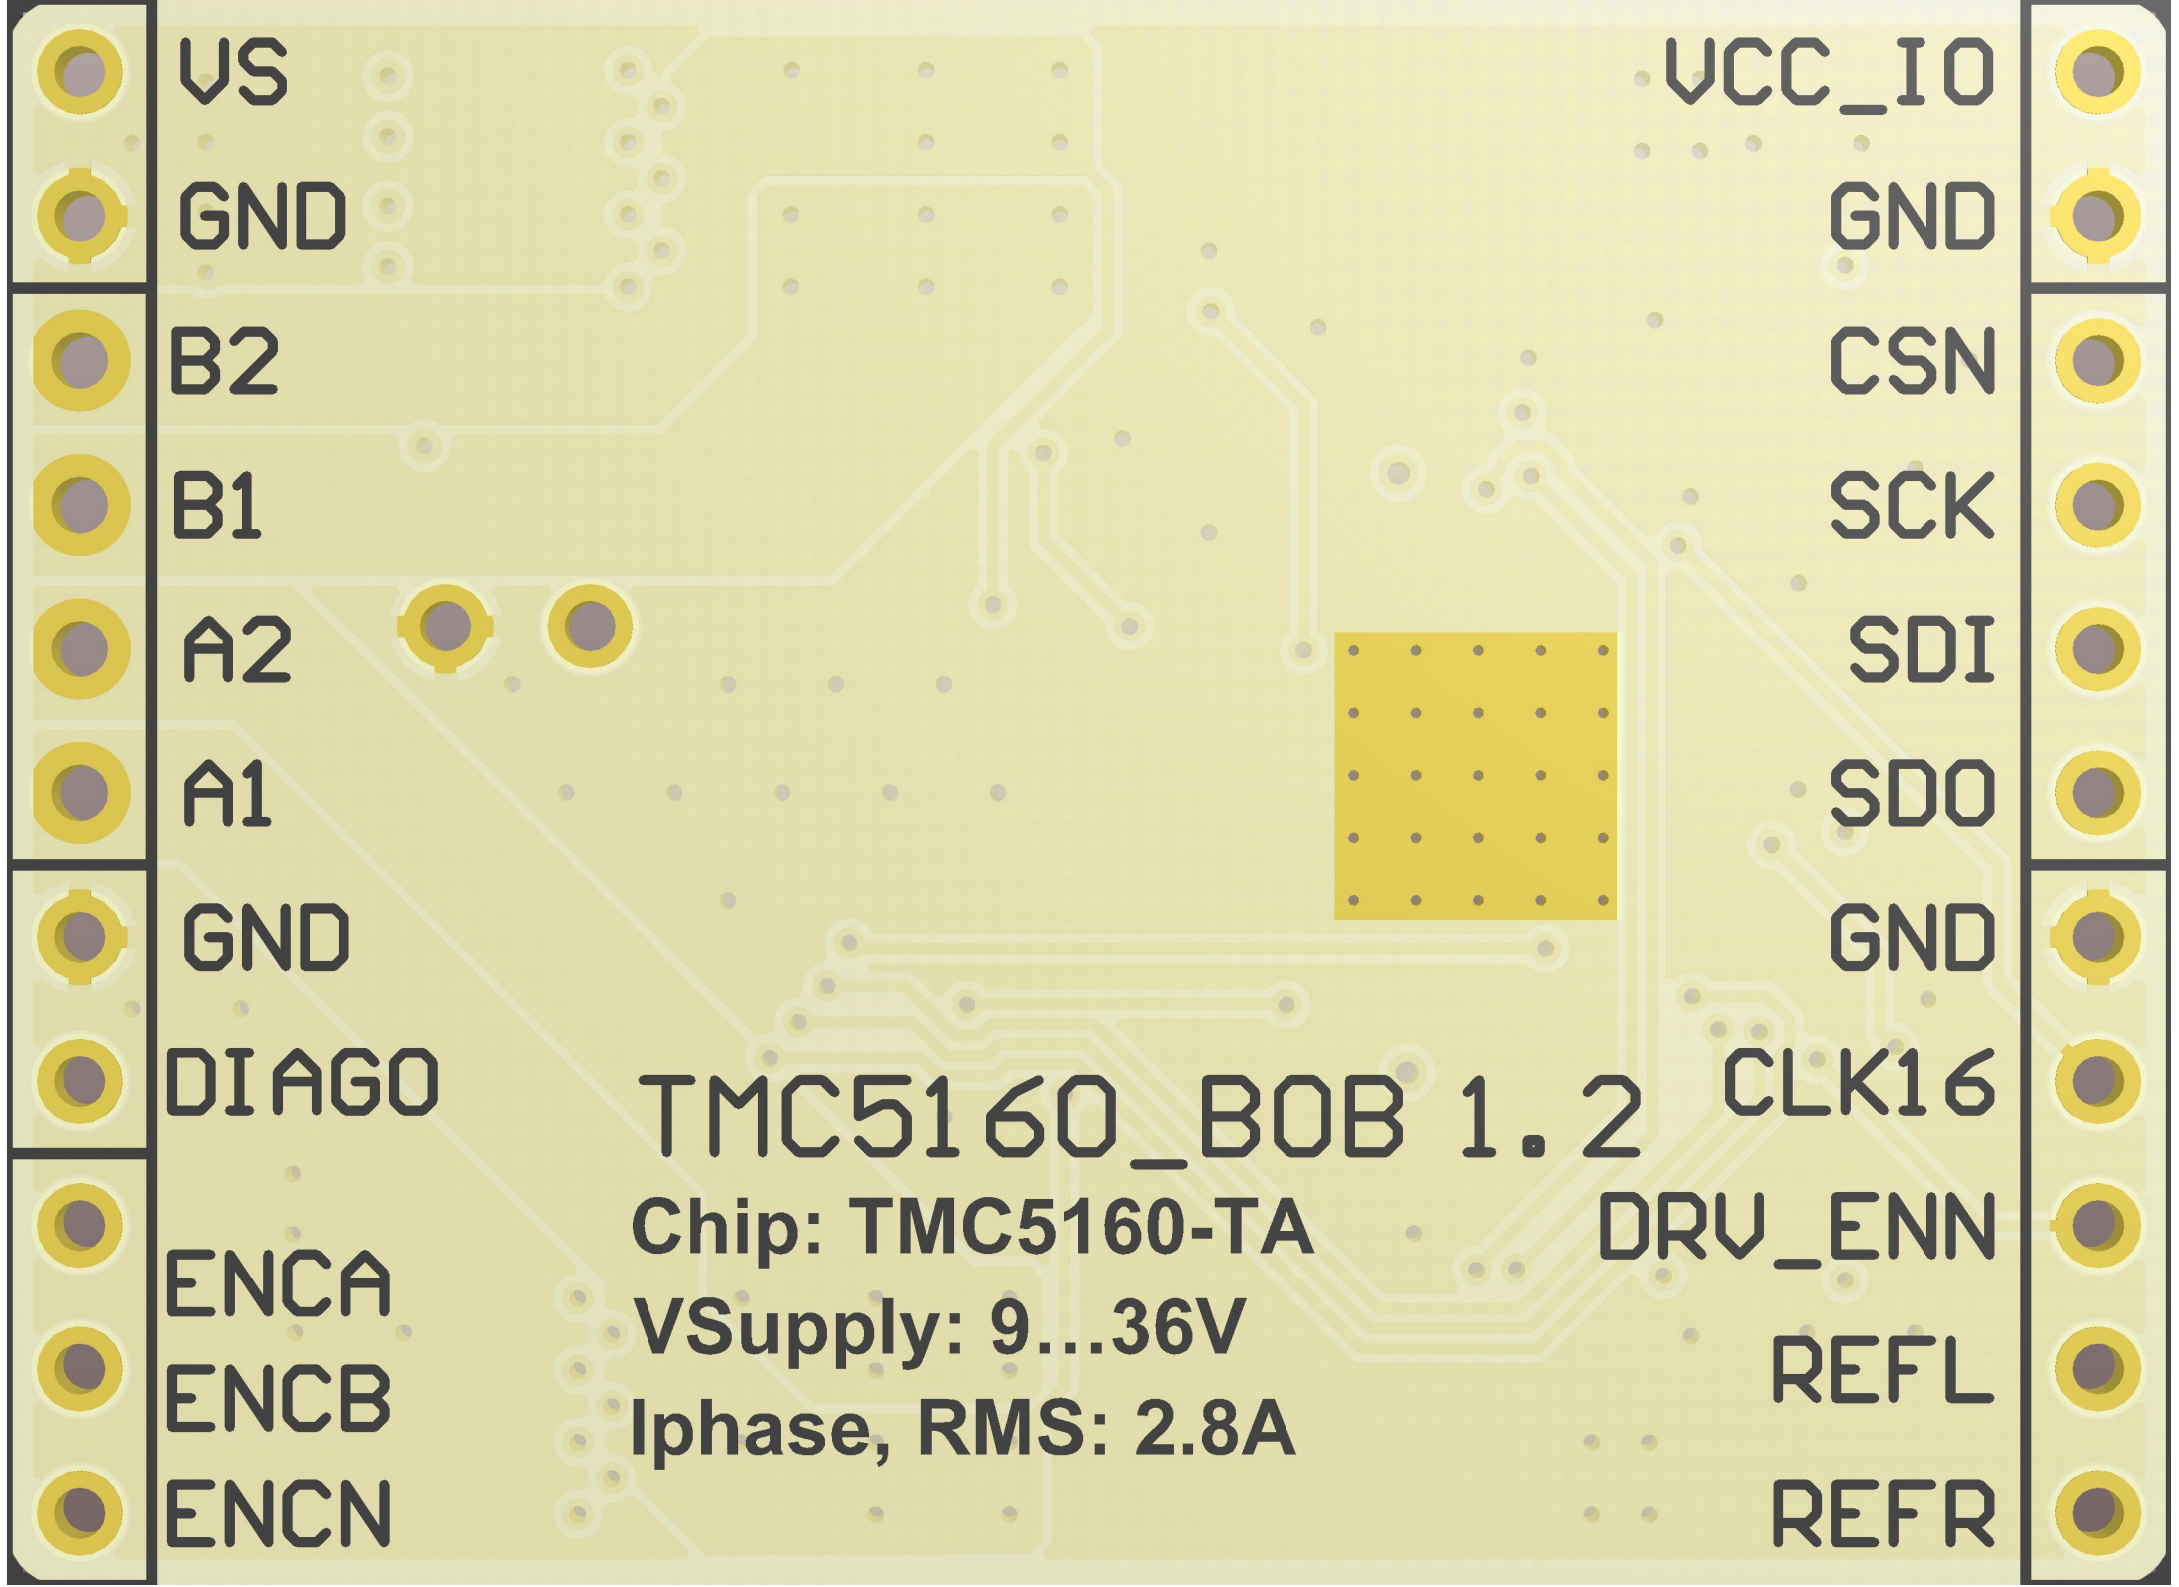 VS
GND
B2
B1
A2
A1
GND
DIAG0
ENCA
ENCB
ENCN
VCC_IO
GND
CSN
SCK
SDI
SDO
GND
CLK16
DRV_ENN
REFL
REFR
TMC5160_BOB 1.2
Chip: TMC5160-TA
VSupply: 9...36V
Iphase, RMS: 2.8A